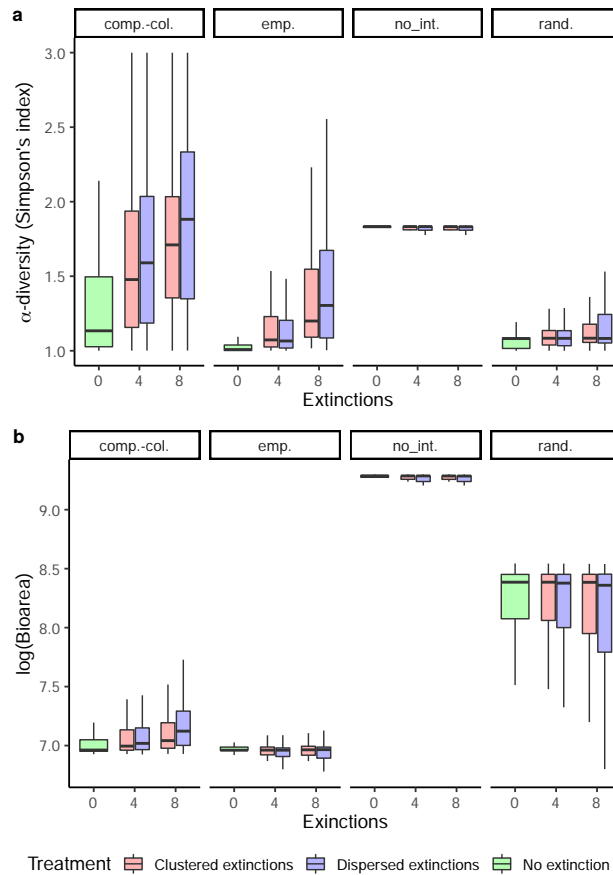 a
comp.-col. emp. no_int. rand.
α-diversity (Simpson's index)
3.0
2.5
2.0
1.5
1.0
0 4 8 0 4 8 0 4 8 0 4 8
Extinctions
b
comp.-col. emp. no_int. rand.
log(Bioarea)
9.0
8.5
8.0
7.5
7.0
0 4 8 0 4 8 0 4 8 0 4 8
Extinctions
Treatment Clustered extinctions Dispersed extinctions No extinction